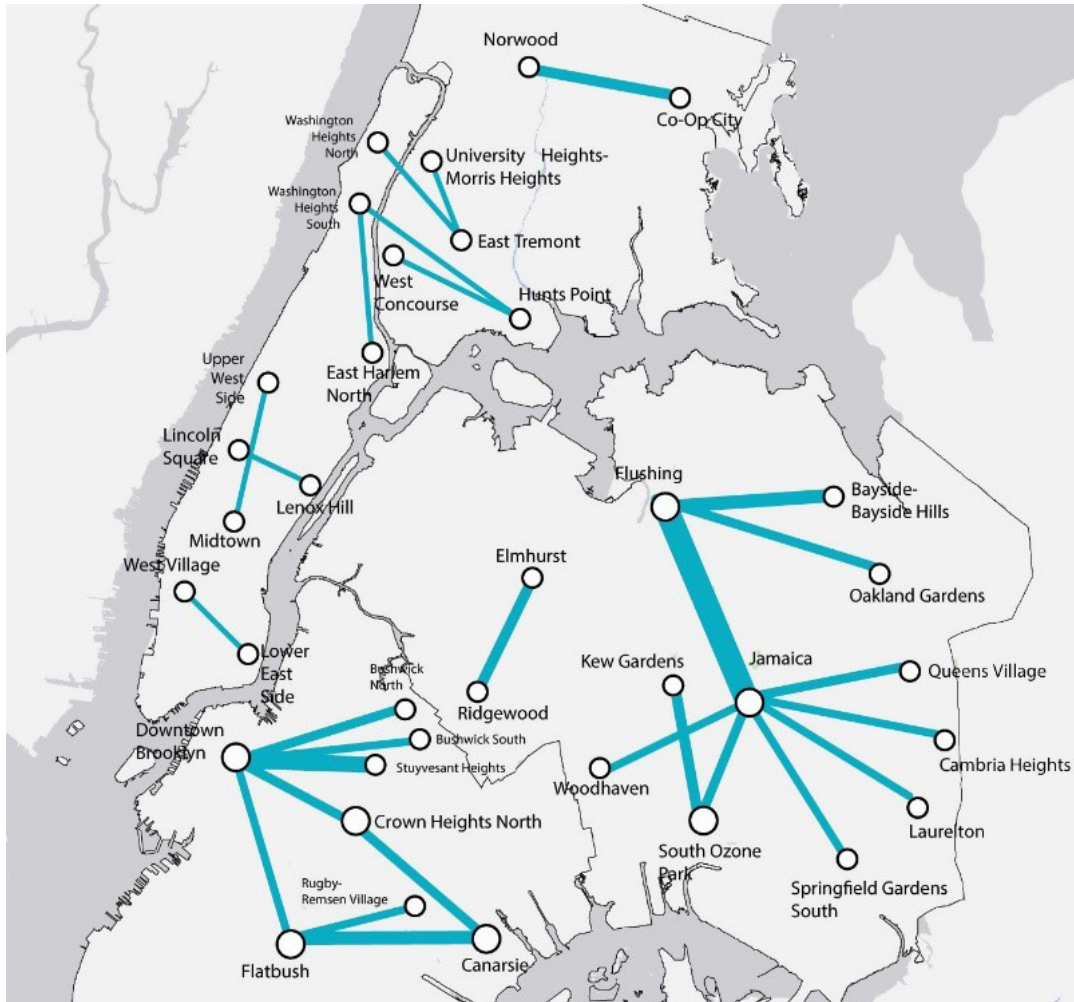 Norwood
Co-Op City
Washington
Heights
North
University Heights-
Morris Heights
Washington
Heights
South
East Tremont
West
Concourse
Hunts Point
East Harlem
North
Upper
West
Side
Lincoln
Square
Lenox Hill
Midtown
Flushing
Bayside-
Bayside Hills
Oakland Gardens
West Village
Elmhurst
Lower
East
Side
Bushwick
North
Ridgewood
Kew Gardens
Jamaica
Queens Village
Downtown
Brooklyn
Bushwick South
Stuyvesant Heights
Woodhaven
Cambria Heights
Crown Heights North
Laurelton
South Ozone
Park
Springfield Gardens
South
Rugby-
Remsen Village
Flatbush
Canarsie